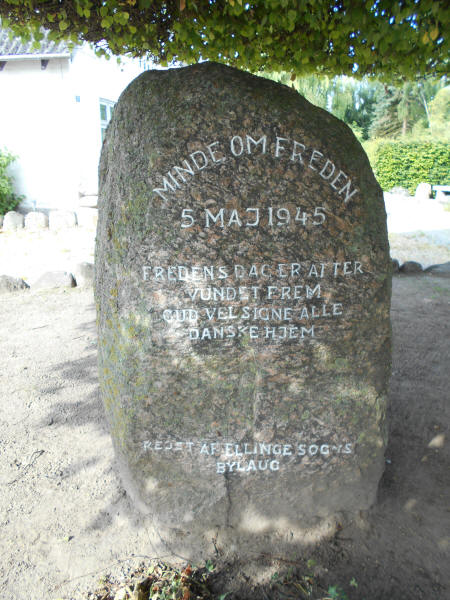 MINDE OM FREDEN
5 MAJ 1945
FREDENS DAG ER ATTER
VUNDET FREM
GUD VELSIGNE ALLE
DANSKE HJEM
REJST AF ELLINGE SOGNS
BYLAUG